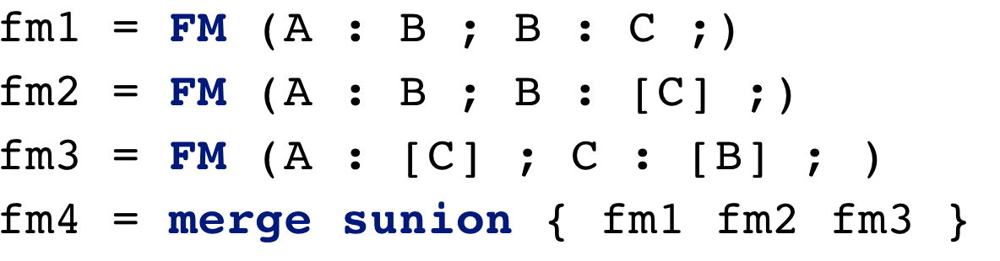 fm1 = FM (A : B ; B : C ;)
fm2 = FM (A : B ; B : [C] ;)
fm3 = FM (A : [C] ; C : [B] ; )
fm4 = merge sunion { fm1 fm2 fm3 }